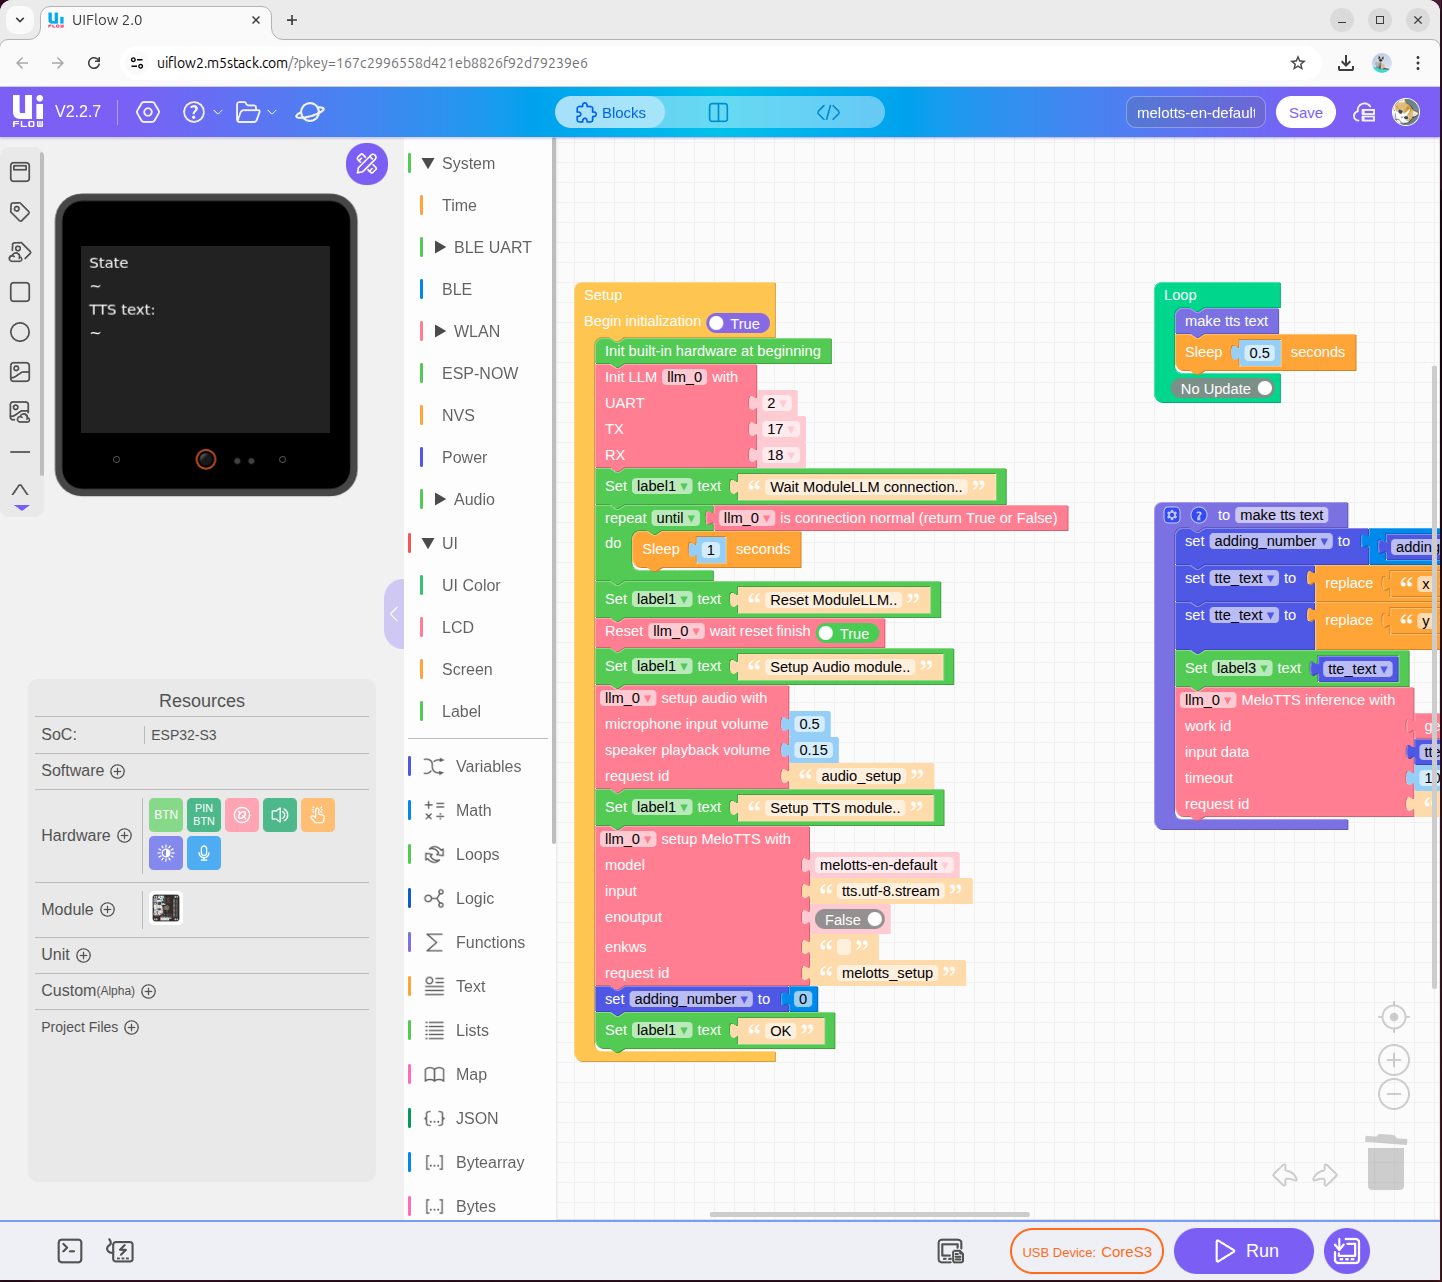 UIFlow 2.0
uiflow2.m5stack.com/?pkey=167c2996558d421eb8826f92d79239e6
Ui FLOW
V2.2.7
Blocks
melotts-en-default
Save
State
~
TTS text:
~
Resources
SoC:
ESP32-S3
Software
Hardware
BTN
PIN BTN
Module
Unit
Custom(Alpha)
Project Files
System
Time
BLE UART
BLE
WLAN
ESP-NOW
NVS
Power
Audio
UI
UI Color
LCD
Screen
Label
Variables
Math
Loops
Logic
Functions
Text
Lists
Map
JSON
Bytearray
Bytes
Setup
Begin initialization True
Init built-in hardware at beginning
Init LLM llm_0 with
UART 2
TX 17
RX 18
Set label1 text “ Wait ModuleLLM connection.. ”
repeat until llm_0 is connection normal (return True or False)
do Sleep 1 seconds
Set label1 text “ Reset ModuleLLM.. ”
Reset llm_0 wait reset finish True
Set label1 text “ Setup Audio module.. ”
llm_0 setup audio with
microphone input volume 0.5
speaker playback volume 0.15
request id “ audio_setup ”
Set label1 text “ Setup TTS module.. ”
llm_0 setup MeloTTS with
model melotts-en-default
input “ tts.utf-8.stream ”
enoutput False
enkws “ ”
request id “ melotts_setup ”
set adding_number to 0
Set label1 text “ OK ”
Loop
make tts text
Sleep 0.5 seconds
No Update
? to make tts text
set adding_number to adding
set tte_text to replace “ x
set tte_text to replace “ y
Set label3 text tte_text
llm_0 MeloTTS inference with
work id ge
input data tte
timeout 10
request id “
USB Device: CoreS3
Run